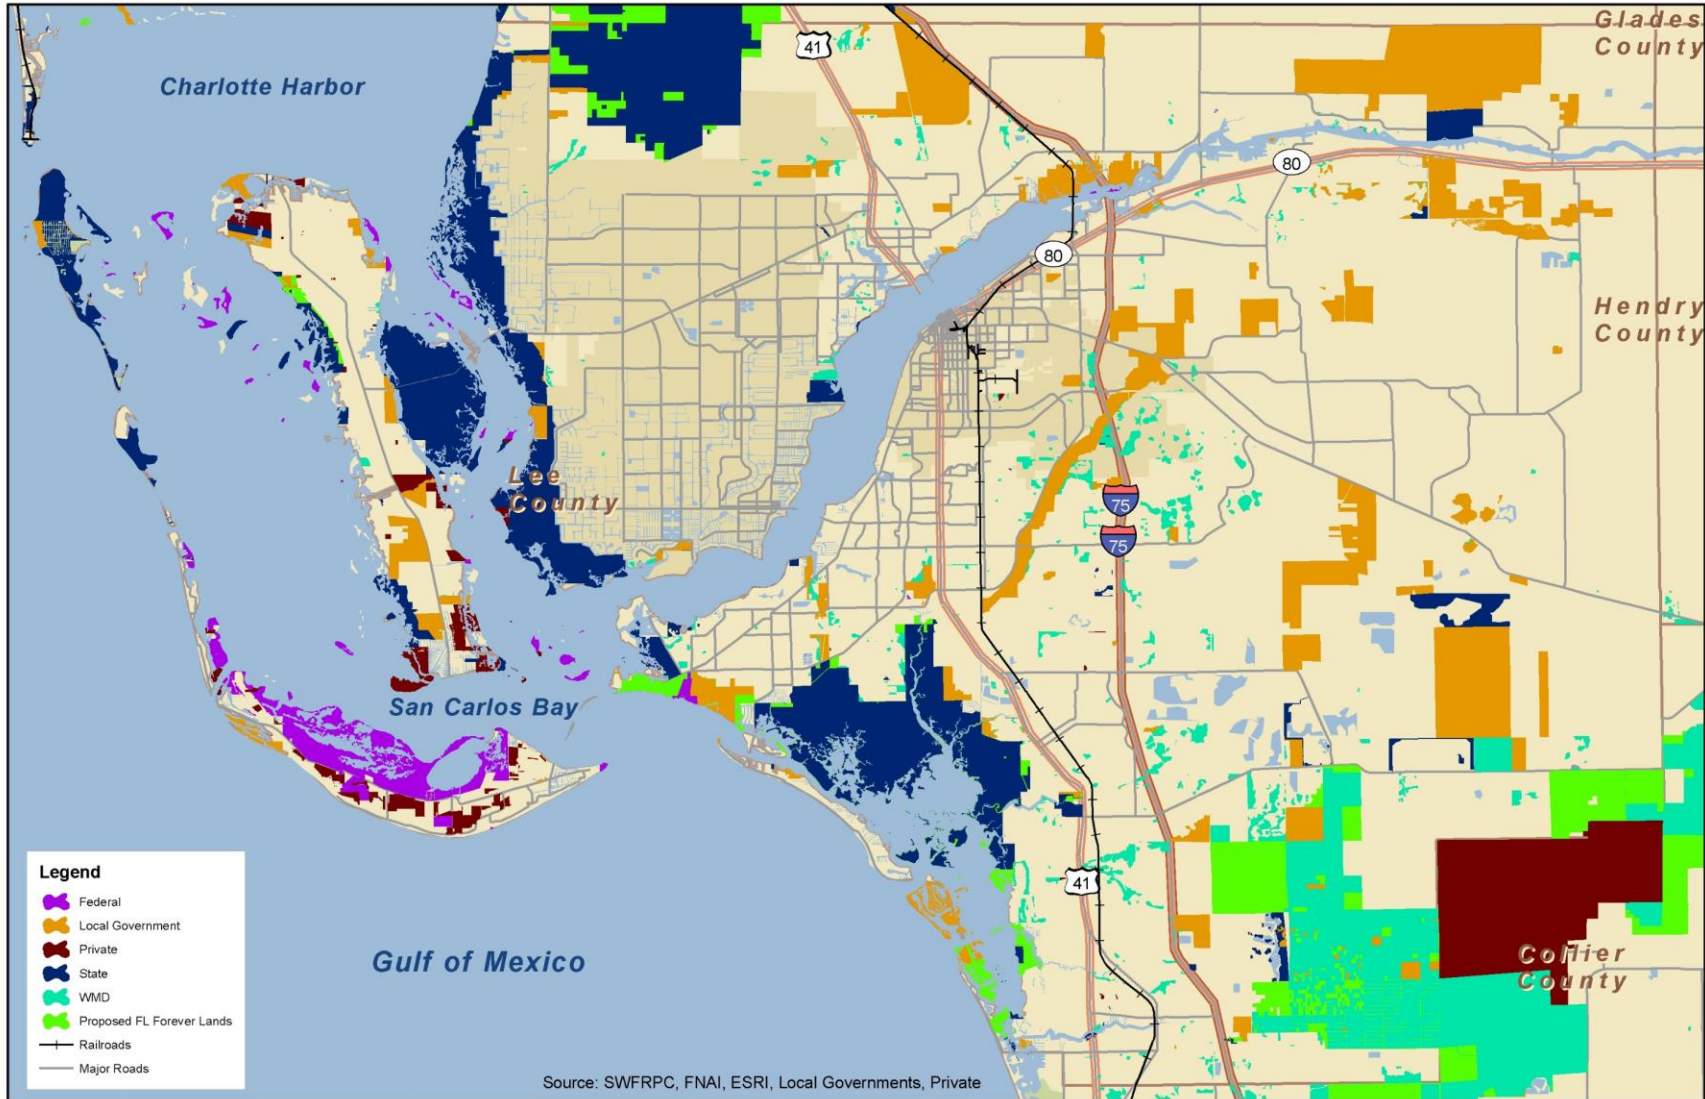 Glades
County
41
Charlotte Harbor
80
80
Hendry
County
Lee
County
75
75
San Carlos Bay
41
Gulf of Mexico
Collier
County
Legend
Federal
Local Government
Private
State
WMD
Proposed FL Forever Lands
Railroads
Major Roads
Source: SWFRPC, FNAI, ESRI, Local Governments, Private